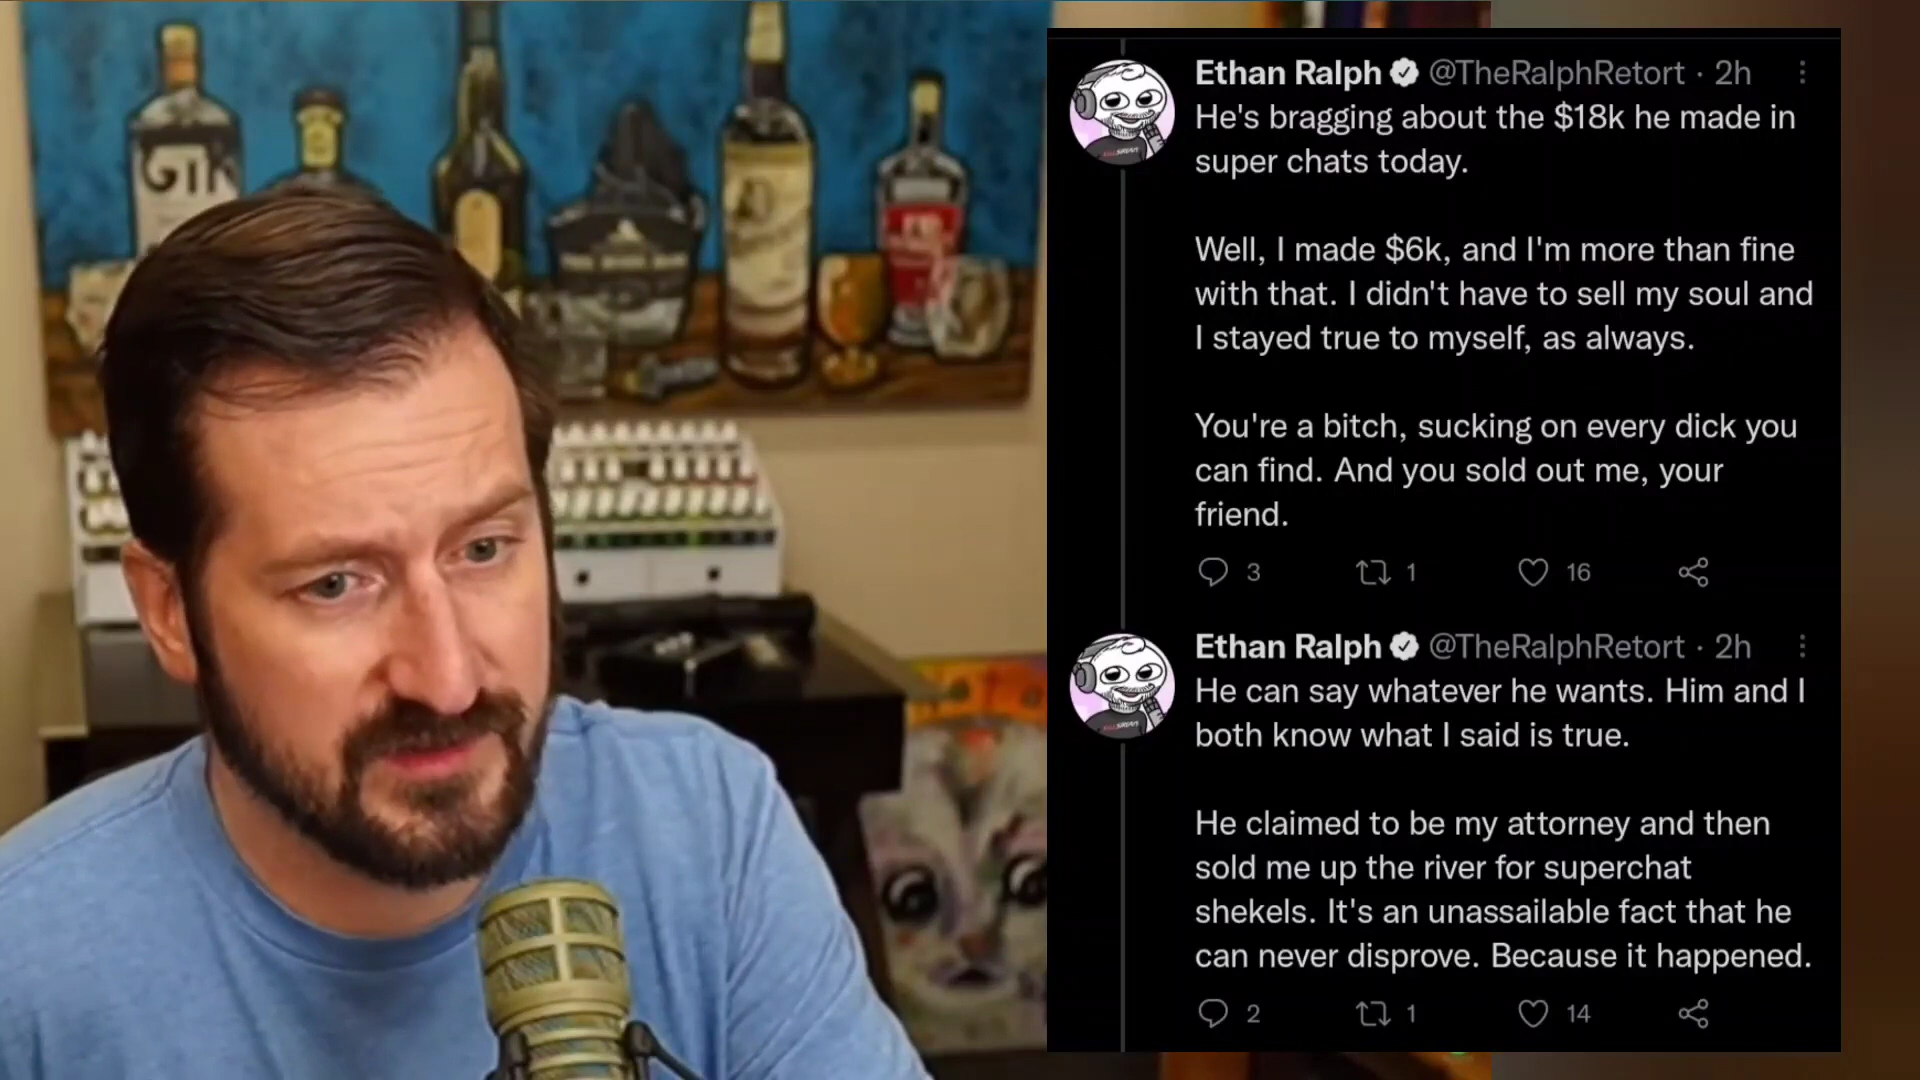 GIN
Ethan Ralph @TheRalphRetort · 2h
He's bragging about the $18k he made in
super chats today.
Well, I made $6k, and I'm more than fine
with that. I didn't have to sell my soul and
I stayed true to myself, as always.
You're a bitch, sucking on every dick you
can find. And you sold out me, your
friend.
3 1 16
Ethan Ralph @TheRalphRetort · 2h
He can say whatever he wants. Him and I
both know what I said is true.
He claimed to be my attorney and then
sold me up the river for superchat
shekels. It's an unassailable fact that he
can never disprove. Because it happened.
2 1 14